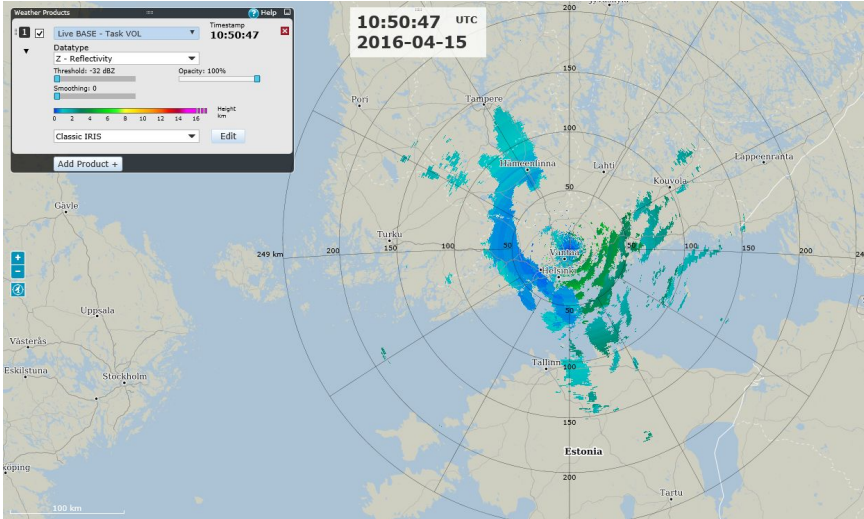 Weather Products
Help
1
Live BASE - Task VOL
Timestamp
10:50:47
Datatype
Z - Reflectivity
Threshold: -32 dBZ
Opacity: 100%
Smoothing: 0
0 2 4 6 8 10 12 14 16
Height
km
Classic IRIS
Edit
Add Product +
10:50:47 UTC
2016-04-15
200
150
Pori
Tampere
100
Hämeenlinna
Lahti
Kouvola
Lappeenranta
50
Gävle
Turku
249 km
200
150
100
50
50
100
150
200
24
Vantaa
Helsinki
50
Uppsala
Västerås
Tallinn
100
Eskilstuna
Stockholm
150
Estonia
köping
200
Tartu
100 km